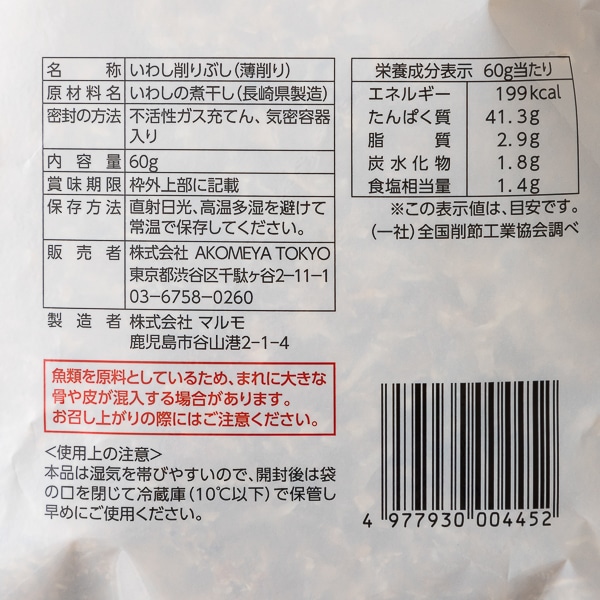 名称 いわし削りぶし(薄削り)
原材料名 いわしの煮干し(長崎県製造)
密封の方法 不活性ガス充てん、気密容器
入り
内容量 60g
賞味期限 枠外上部に記載
保存方法 直射日光、高温多湿を避けて
常温で保存してください。
販売者 株式会社 AKOMEYA TOKYO
東京都渋谷区千駄ヶ谷2-11-1
03-6758-0260
製造者 株式会社 マルモ
鹿児島市谷山港2-1-4
魚類を原料としているため、まれに大きな
骨や皮が混入する場合があります。
お召し上がりの際にはご注意ください。
<使用上の注意>
本品は湿気を帯びやすいので、開封後は袋
の口を閉じて冷蔵庫(10℃以下)で保管し
早めにご使用ください。
栄養成分表示 60g当たり
エネルギー 199kcal
たんぱく質 41.3g
脂質 2.9g
炭水化物 1.8g
食塩相当量 1.4g
※この表示値は、目安です。
(一社)全国削節工業協会調べ
4 977930 004452